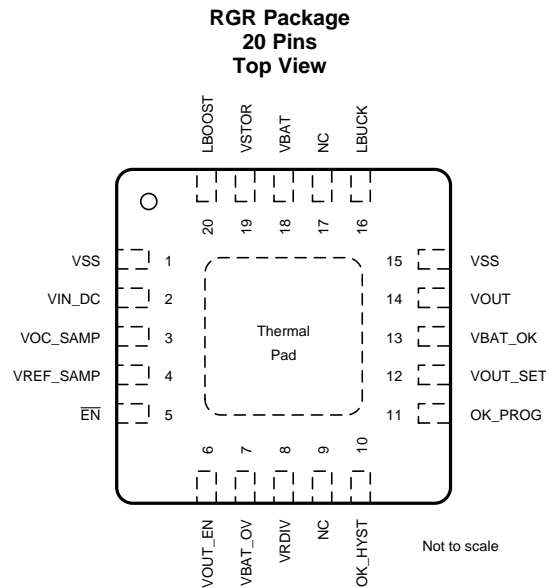 RGR Package
20 Pins
Top View
LBOOST
VSTOR
VBAT
NC
LBUCK
20
19
18
17
16
VSS 1
VIN_DC 2
VOC_SAMP 3
VREF_SAMP 4
EN 5
Thermal
Pad
15 VSS
14 VOUT
13 VBAT_OK
12 VOUT_SET
11 OK_PROG
6
7
8
9
10
VOUT_EN
VBAT_OV
VRDIV
NC
OK_HYST
Not to scale